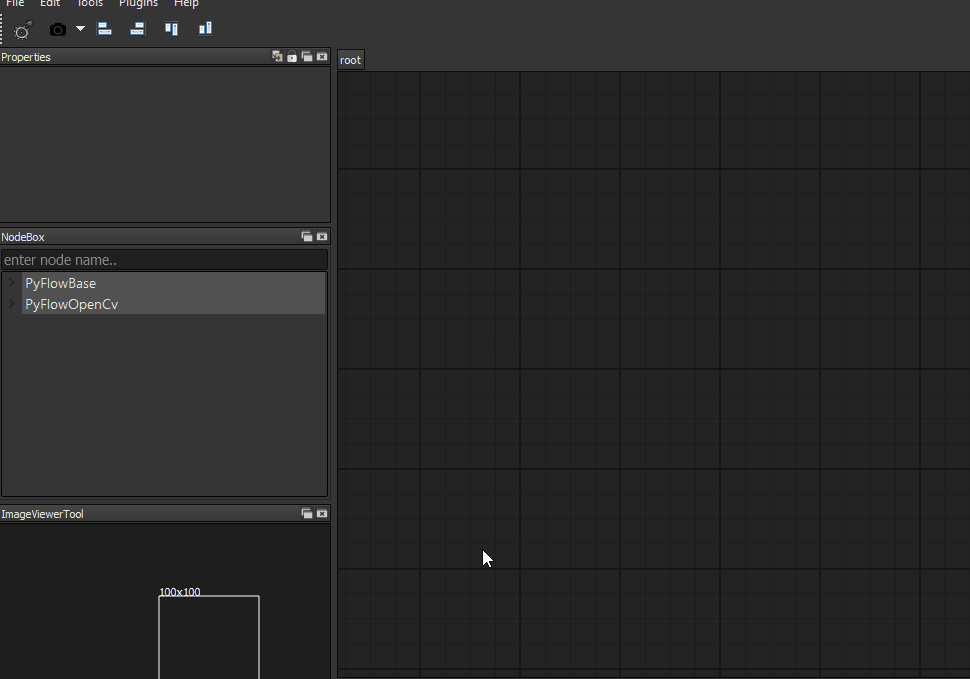 File Edit Tools Plugins Help
Properties
root
NodeBox
enter node name..
PyFlowBase
PyFlowOpenCv
ImageViewerTool
100x100